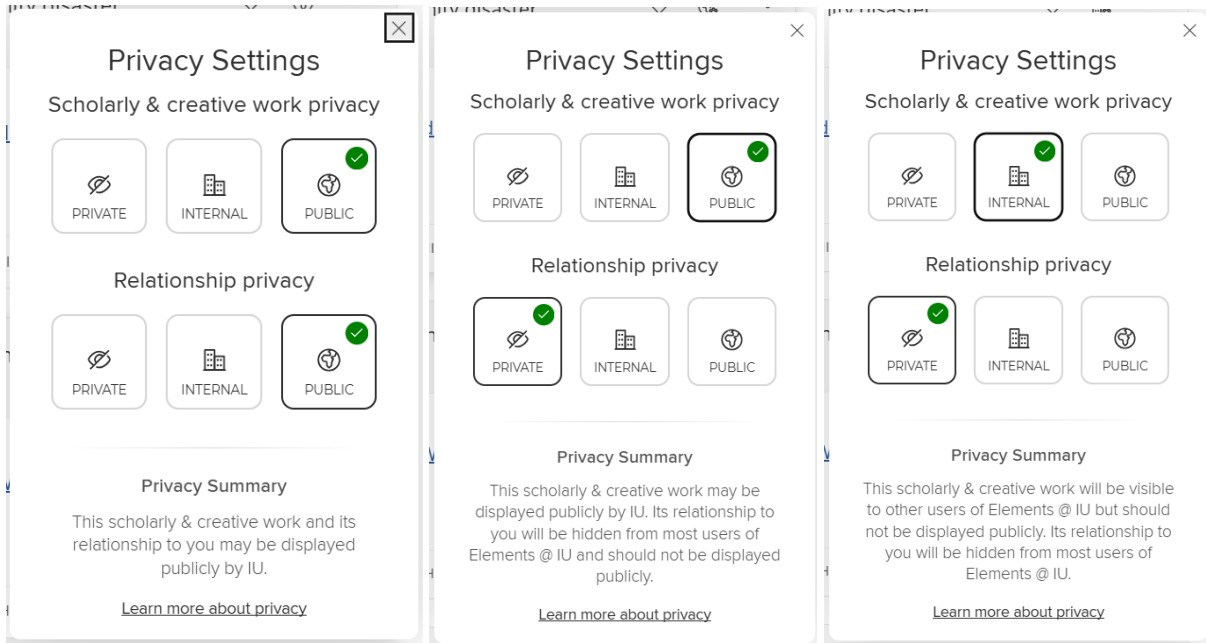 Privacy Settings
Scholarly & creative work privacy
PRIVATE
INTERNAL
PUBLIC
Relationship privacy
PRIVATE
INTERNAL
PUBLIC
Privacy Summary
This scholarly & creative work and its
relationship to you may be displayed
publicly by IU.
Learn more about privacy
Privacy Settings
Scholarly & creative work privacy
PRIVATE
INTERNAL
PUBLIC
Relationship privacy
PRIVATE
INTERNAL
PUBLIC
Privacy Summary
This scholarly & creative work may be
displayed publicly by IU. Its relationship to
you will be hidden from most users of
Elements @ IU and should not be displayed
publicly.
Learn more about privacy
Privacy Settings
Scholarly & creative work privacy
PRIVATE
INTERNAL
PUBLIC
Relationship privacy
PRIVATE
INTERNAL
PUBLIC
Privacy Summary
This scholarly & creative work will be visible
to other users of Elements @ IU but should
not be displayed publicly. Its relationship to
you will be hidden from most users of
Elements @ IU.
Learn more about privacy